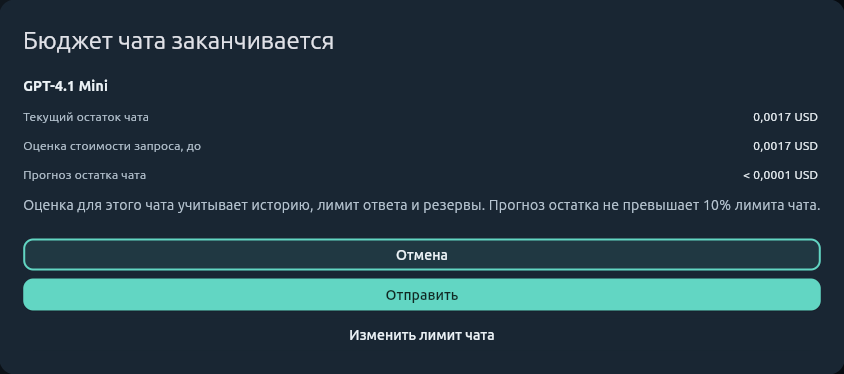 Бюджет чата заканчивается
GPT-4.1 Mini
Текущий остаток чата 0,0017 USD
Оценка стоимости запроса, до 0,0017 USD
Прогноз остатка чата < 0,0001 USD
Оценка для этого чата учитывает историю, лимит ответа и резервы. Прогноз остатка не превышает 10% лимита чата.
Отмена
Отправить
Изменить лимит чата